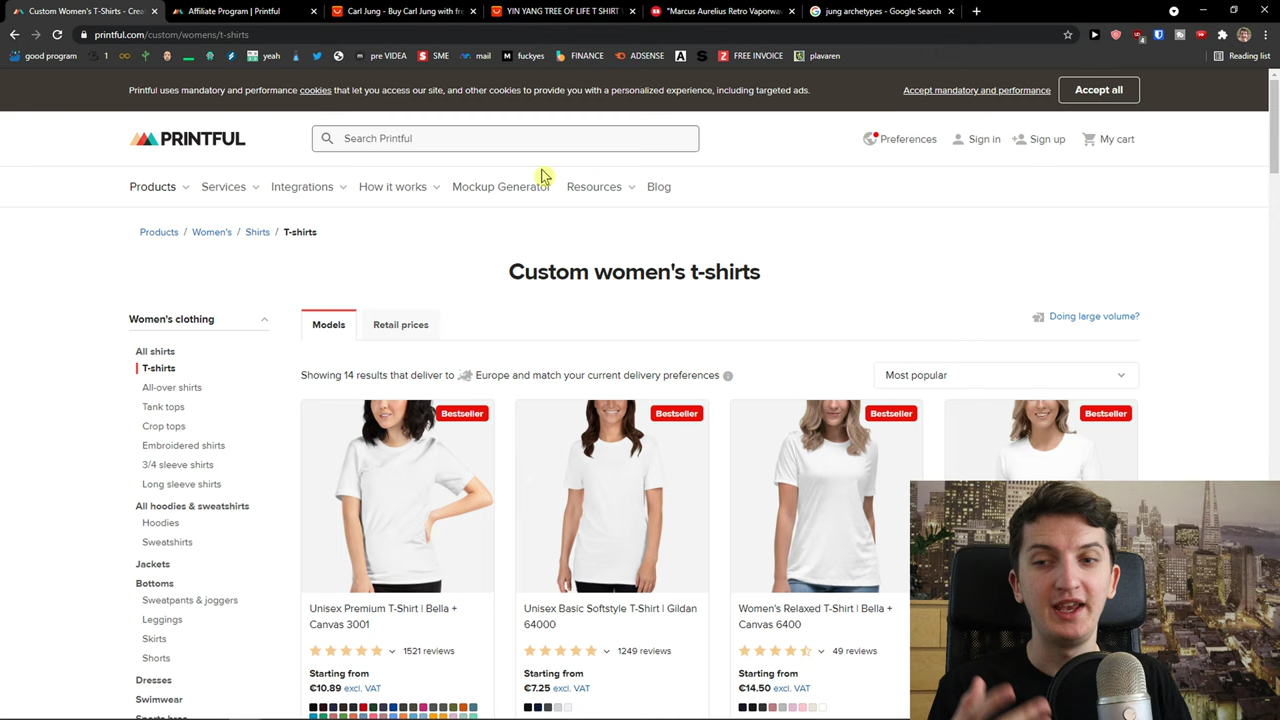 Custom Women's T-Shirts - Creat
Affiliate Program | Printful
Carl Jung - Buy Carl Jung with fre
YIN YANG TREE OF LIFE T SHIRT
"Marcus Aurelius Retro Vaporwav
jung archetypes - Google Search
printful.com/custom/womens/t-shirts
good program
1
yeah
pre VIDEA
SME
mail
fuckyes
FINANCE
ADSENSE
FREE INVOICE
plavaren
Reading list
Printful uses mandatory and performance cookies that let you access our site, and other cookies to provide you with a personalized experience, including targeted ads.
Accept mandatory and performance
Accept all
PRINTFUL
Search Printful
Preferences
Sign in
Sign up
My cart
Products
Services
Integrations
How it works
Mockup Generator
Resources
Blog
Products / Women's / Shirts / T-shirts
Custom women's t-shirts
Women's clothing
All shirts
T-shirts
All-over shirts
Tank tops
Crop tops
Embroidered shirts
3/4 sleeve shirts
Long sleeve shirts
All hoodies & sweatshirts
Hoodies
Sweatshirts
Jackets
Bottoms
Sweatpants & joggers
Leggings
Skirts
Shorts
Dresses
Swimwear
Sports bras
Models
Retail prices
Doing large volume?
Showing 14 results that deliver to Europe and match your current delivery preferences
Most popular
Bestseller
Bestseller
Bestseller
Bestseller
Unisex Premium T-Shirt | Bella +
Canvas 3001
1521 reviews
Starting from
€10.89 excl. VAT
Unisex Basic Softstyle T-Shirt | Gildan
64000
1249 reviews
Starting from
€7.25 excl. VAT
Women's Relaxed T-Shirt | Bella +
Canvas 6400
49 reviews
Starting from
€14.50 excl. VAT